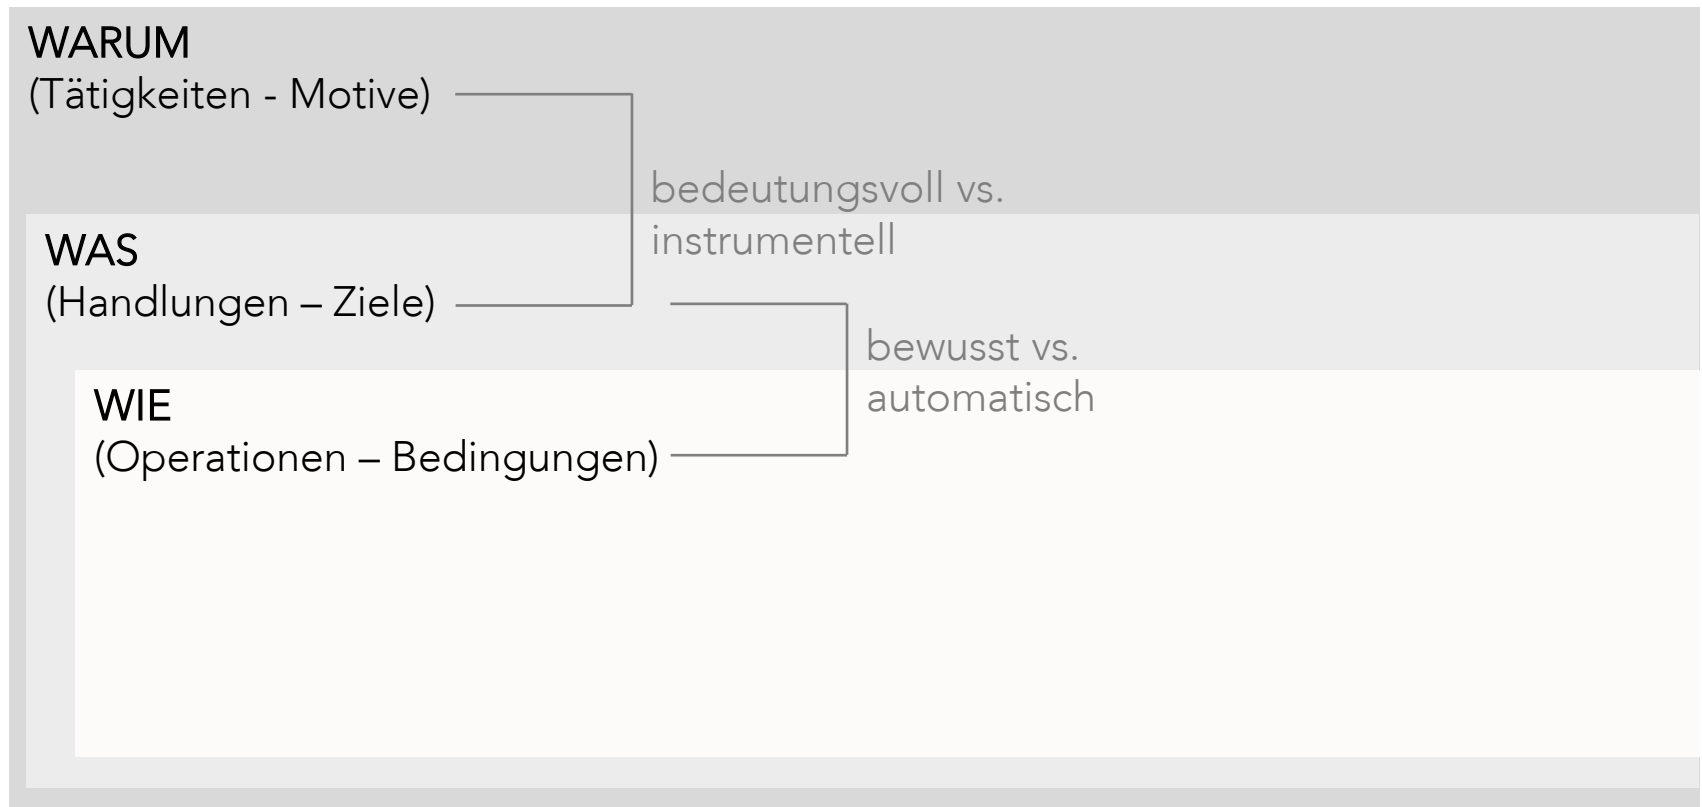 WARUM
(Tätigkeiten - Motive)
bedeutungsvoll vs.
instrumentell
WAS
(Handlungen – Ziele)
bewusst vs.
automatisch
WIE
(Operationen – Bedingungen)